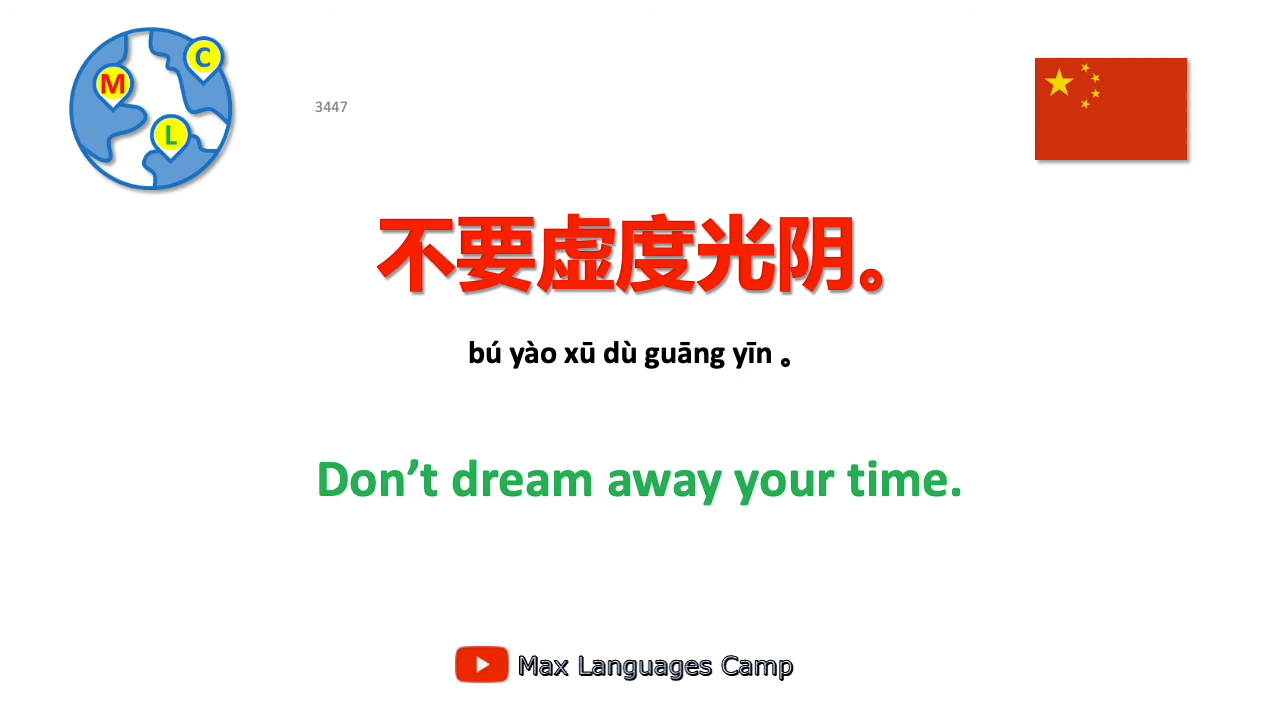 M
C
L
3447
不要虚度光阴。
bú yào xū dù guāng yīn 。
Don’t dream away your time.
Max Languages Camp